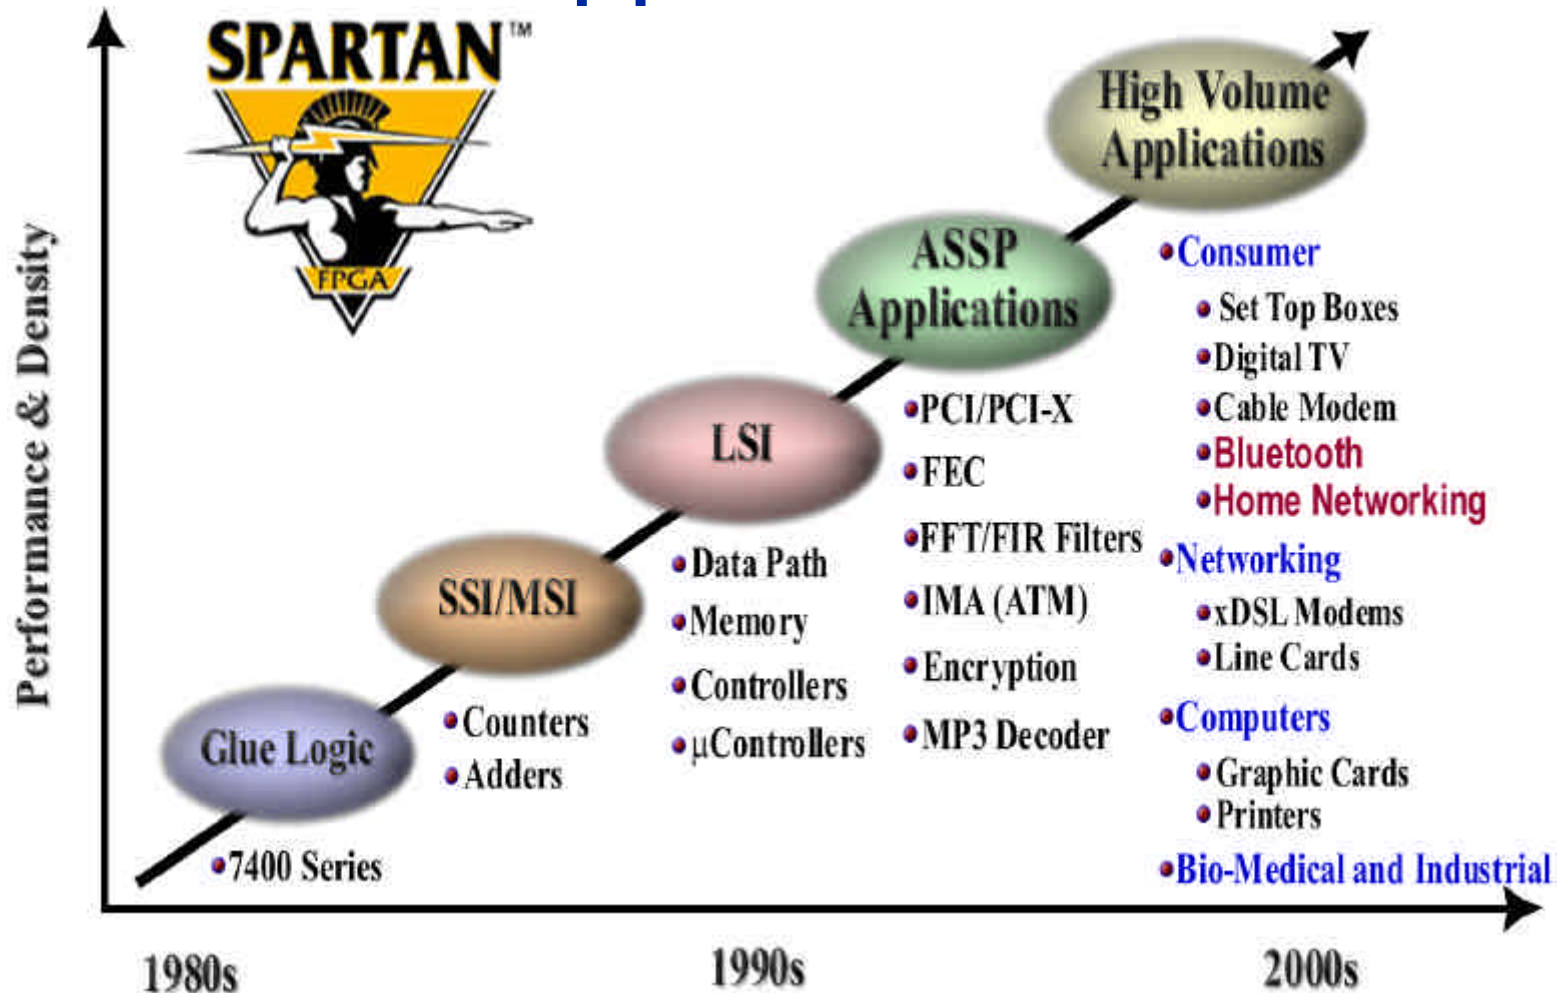 SPARTAN™
FPGA
Performance & Density
High Volume
Applications
ASSP
Applications
LSI
SSI/MSI
Glue Logic
•7400 Series
•Counters
•Adders
•Data Path
•Memory
•Controllers
•µControllers
•PCI/PCI-X
•FEC
•FFT/FIR Filters
•IMA (ATM)
•Encryption
•MP3 Decoder
•Consumer
•Set Top Boxes
•Digital TV
•Cable Modem
•Bluetooth
•Home Networking
•Networking
•xDSL Modems
•Line Cards
•Computers
•Graphic Cards
•Printers
•Bio-Medical and Industrial
1980s
1990s
2000s